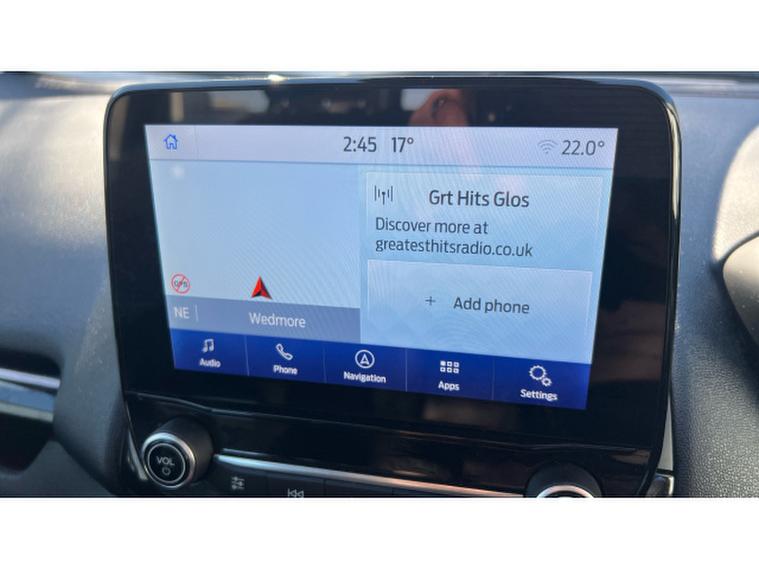 2:45 17° 22.0°
Grt Hits Glos
Discover more at
greatesthitsradio.co.uk
GPS
NE Wedmore
+ Add phone
Audio Phone Navigation Apps Settings
VOL